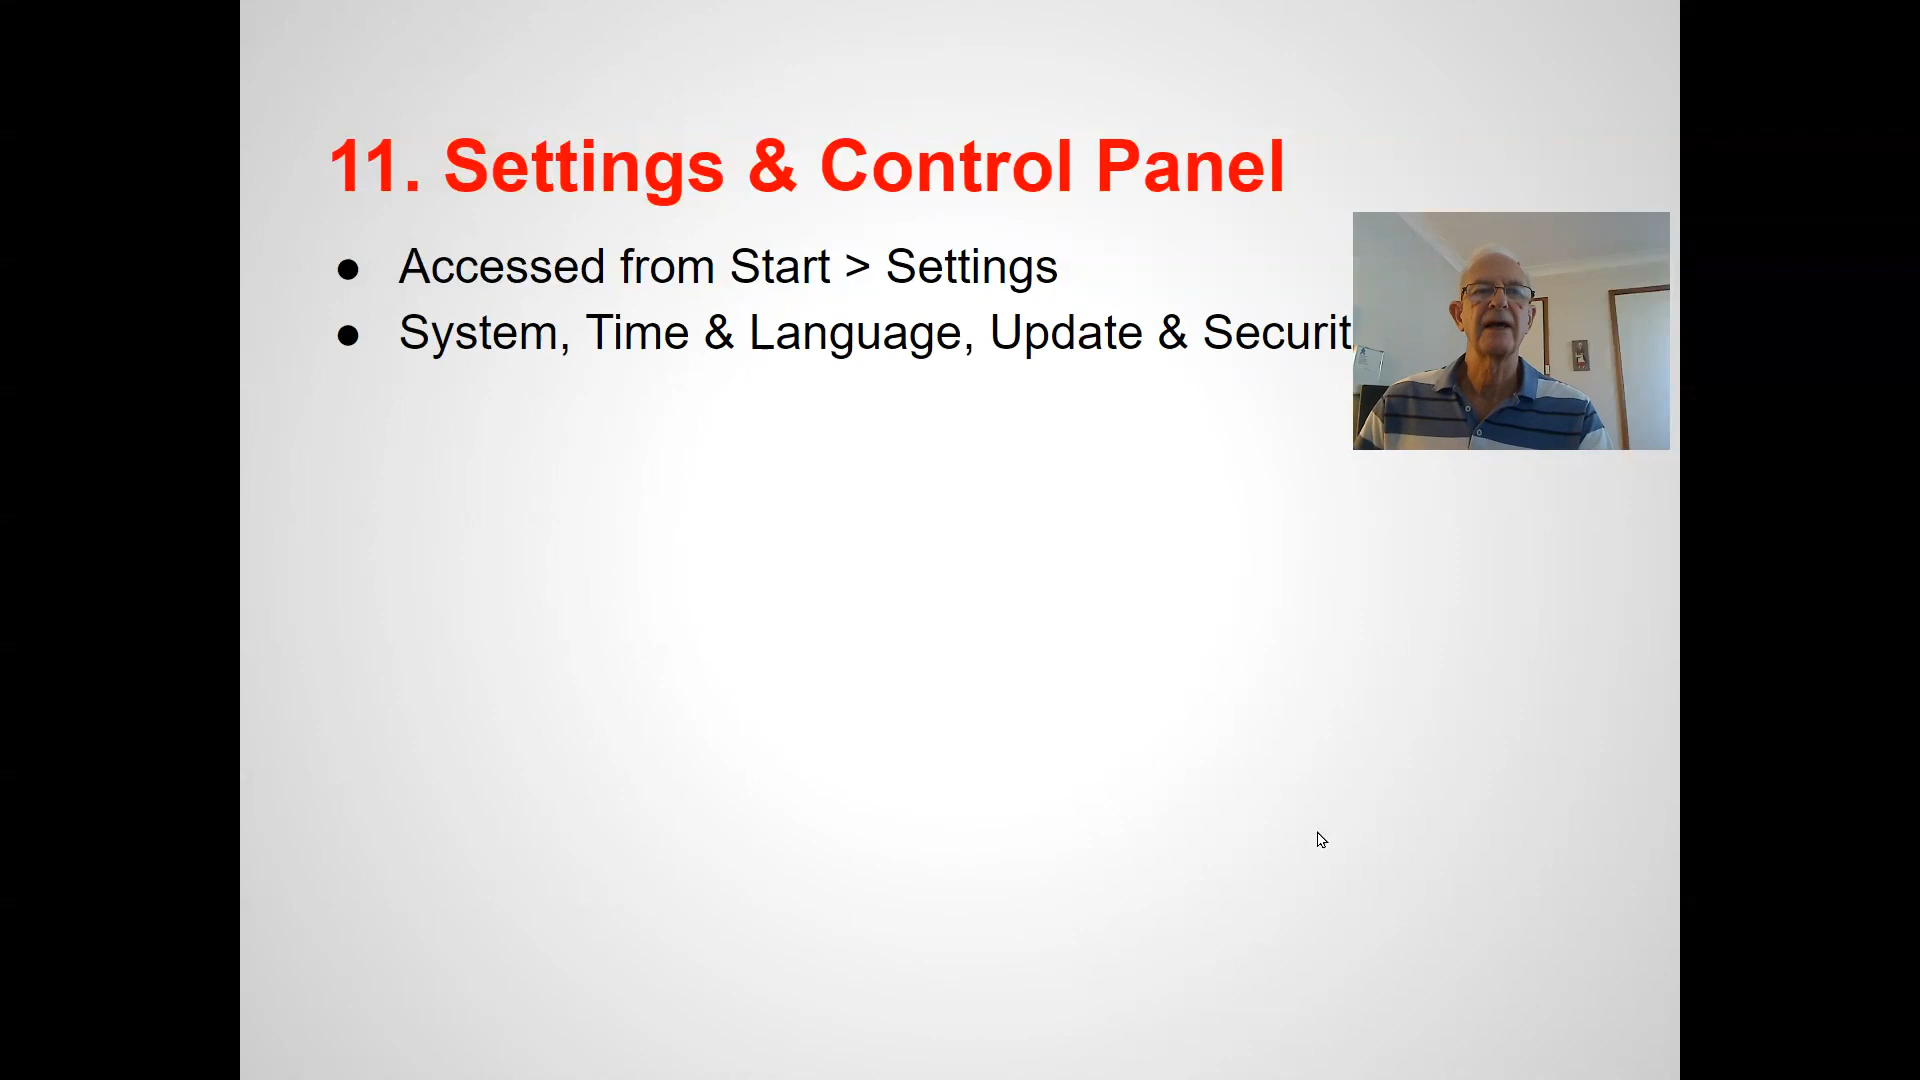 11. Settings & Control Panel
● Accessed from Start > Settings
● System, Time & Language, Update & Securit